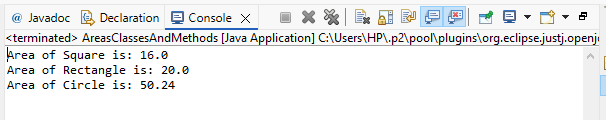 Javadoc Declaration Console
<terminated> AreasClassesAndMethods [Java Application] C:\Users\HP\.p2\pool\plugins\org.eclipse.justj.openj
Area of Square is: 16.0
Area of Rectangle is: 20.0
Area of Circle is: 50.24